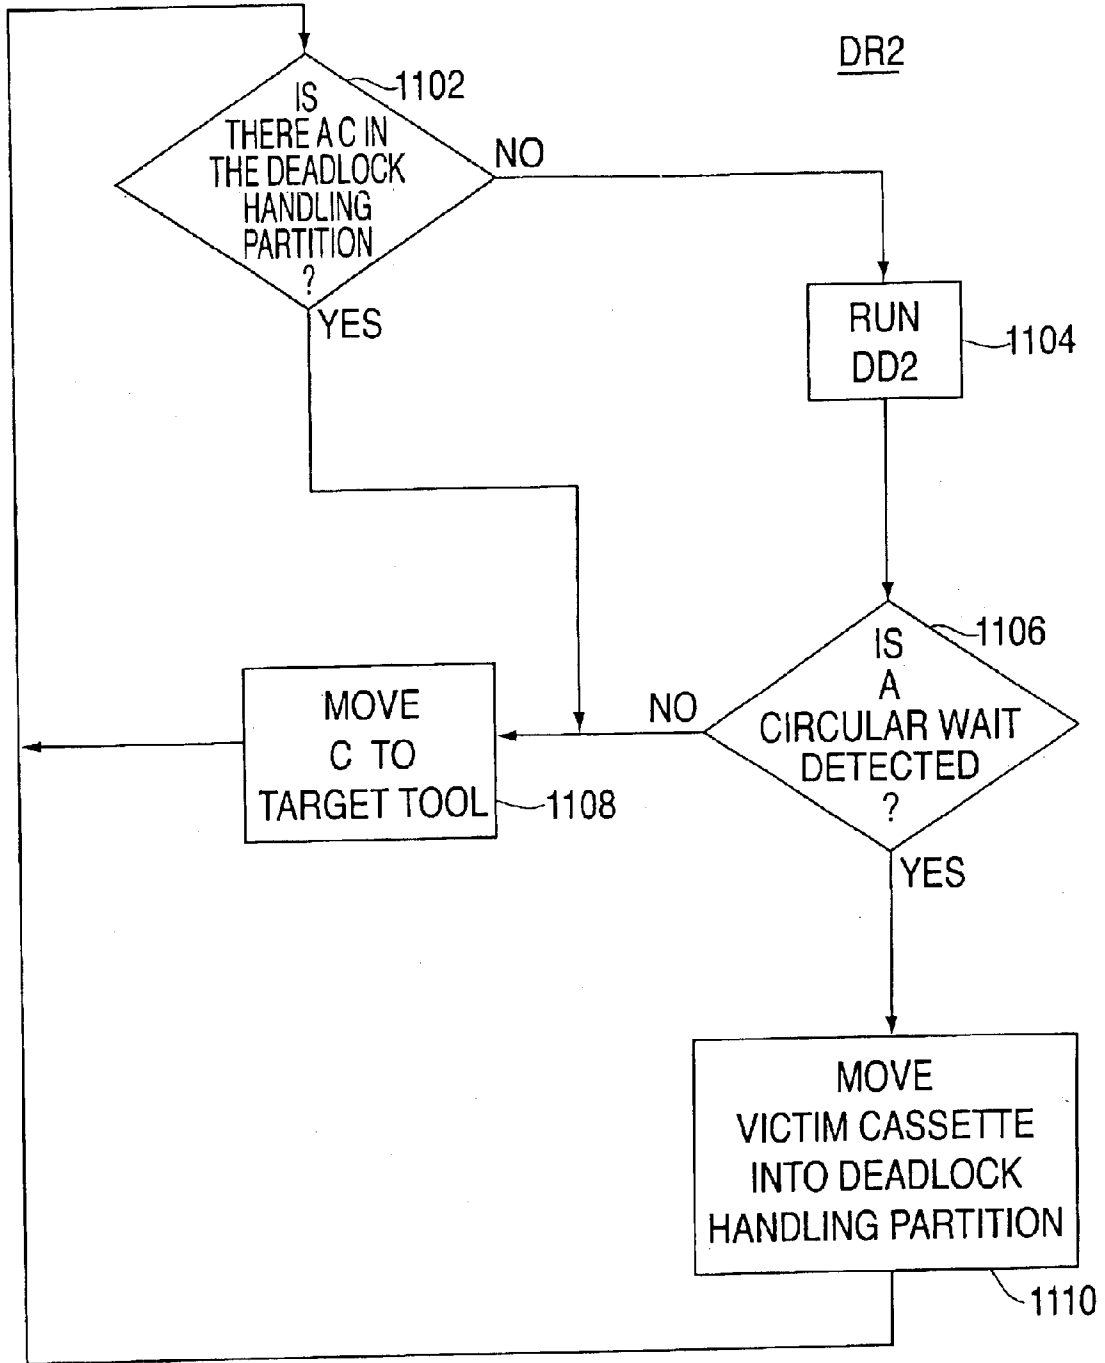 DR2
1102
IS
THERE A C IN
THE DEADLOCK
HANDLING
PARTITION
?
NO
YES
RUN
DD2
1104
1106
IS
A
CIRCULAR WAIT
DETECTED
?
NO
YES
MOVE
C TO
TARGET TOOL
1108
MOVE
VICTIM CASSETTE
INTO DEADLOCK
HANDLING PARTITION
1110